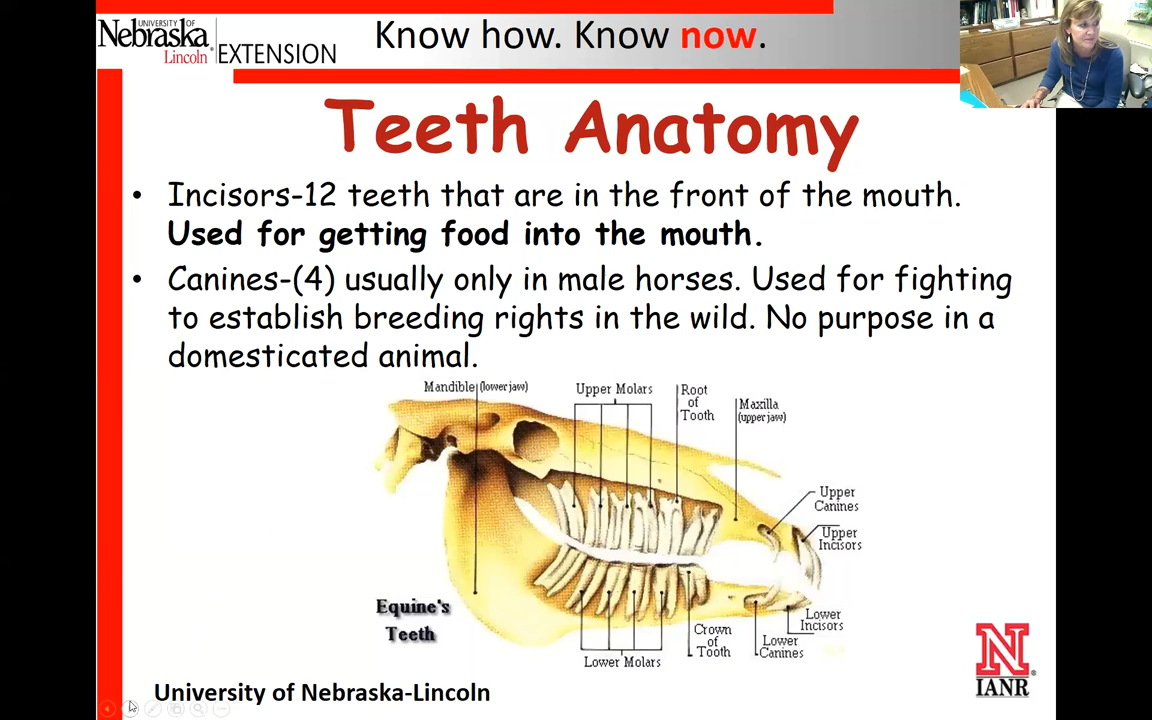 UNIVERSITY OF
Nebraska
Lincoln
EXTENSION
Know how. Know now.
Teeth Anatomy
• Incisors-12 teeth that are in the front of the mouth.
Used for getting food into the mouth.
• Canines-(4) usually only in male horses. Used for fighting
to establish breeding rights in the wild. No purpose in a
domesticated animal.
Mandible (lower jaw)
Upper Molars
Root
of
Tooth
Maxilla
(upper jaw)
Upper
Canines
Upper
Incisors
Equine's
Teeth
Lower
Incisors
Crown
of
Tooth
Lower
Canines
Lower Molars
N
IANR
University of Nebraska-Lincoln